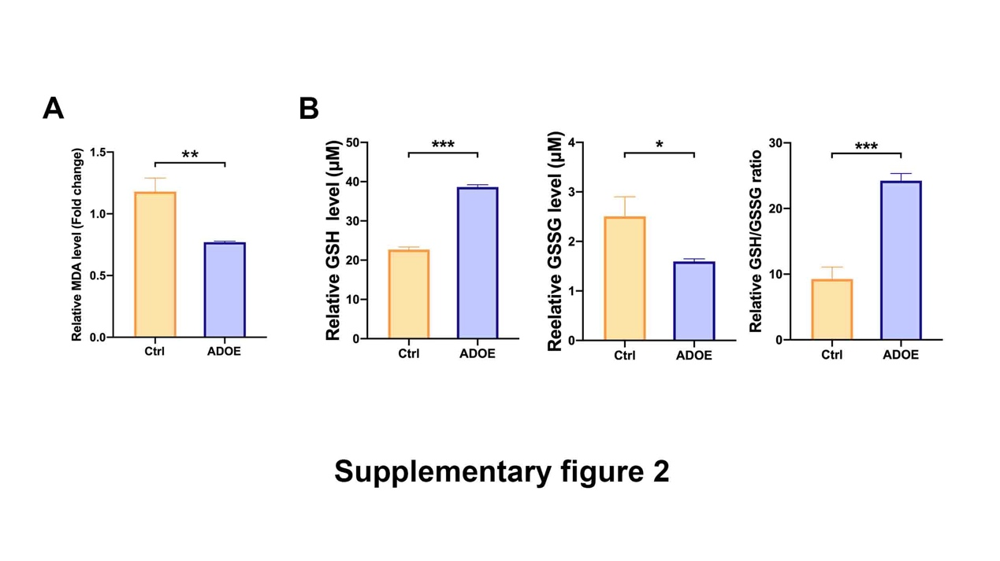 A
B
Relative MDA level (Fold change)
1.5
1.0
0.5
0.0
**
Ctrl
ADOE
Relative GSH  level (μM)
50
40
30
20
10
0
***
Ctrl
ADOE
Reelative GSSG level (μM)
4
3
2
1
0
*
Ctrl
ADOE
Relative GSH/GSSG ratio
30
20
10
0
***
Ctrl
ADOE
Supplementary figure 2